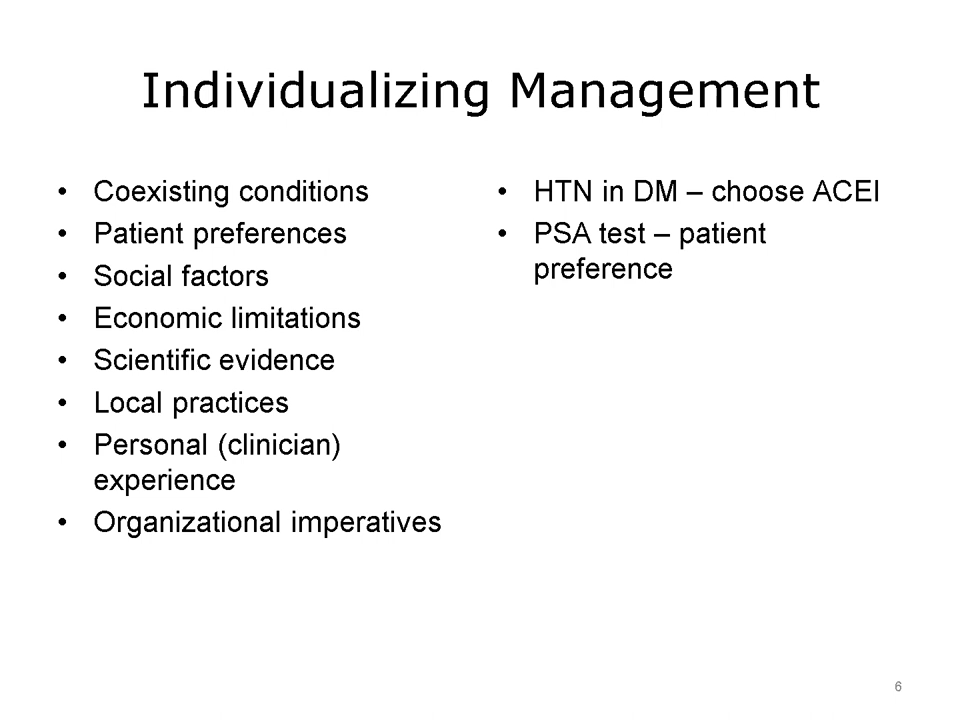 Individualizing Management
• Coexisting conditions
• Patient preferences
• Social factors
• Economic limitations
• Scientific evidence
• Local practices
• Personal (clinician)
experience
• Organizational imperatives
• HTN in DM – choose ACEI
• PSA test – patient
preference
6